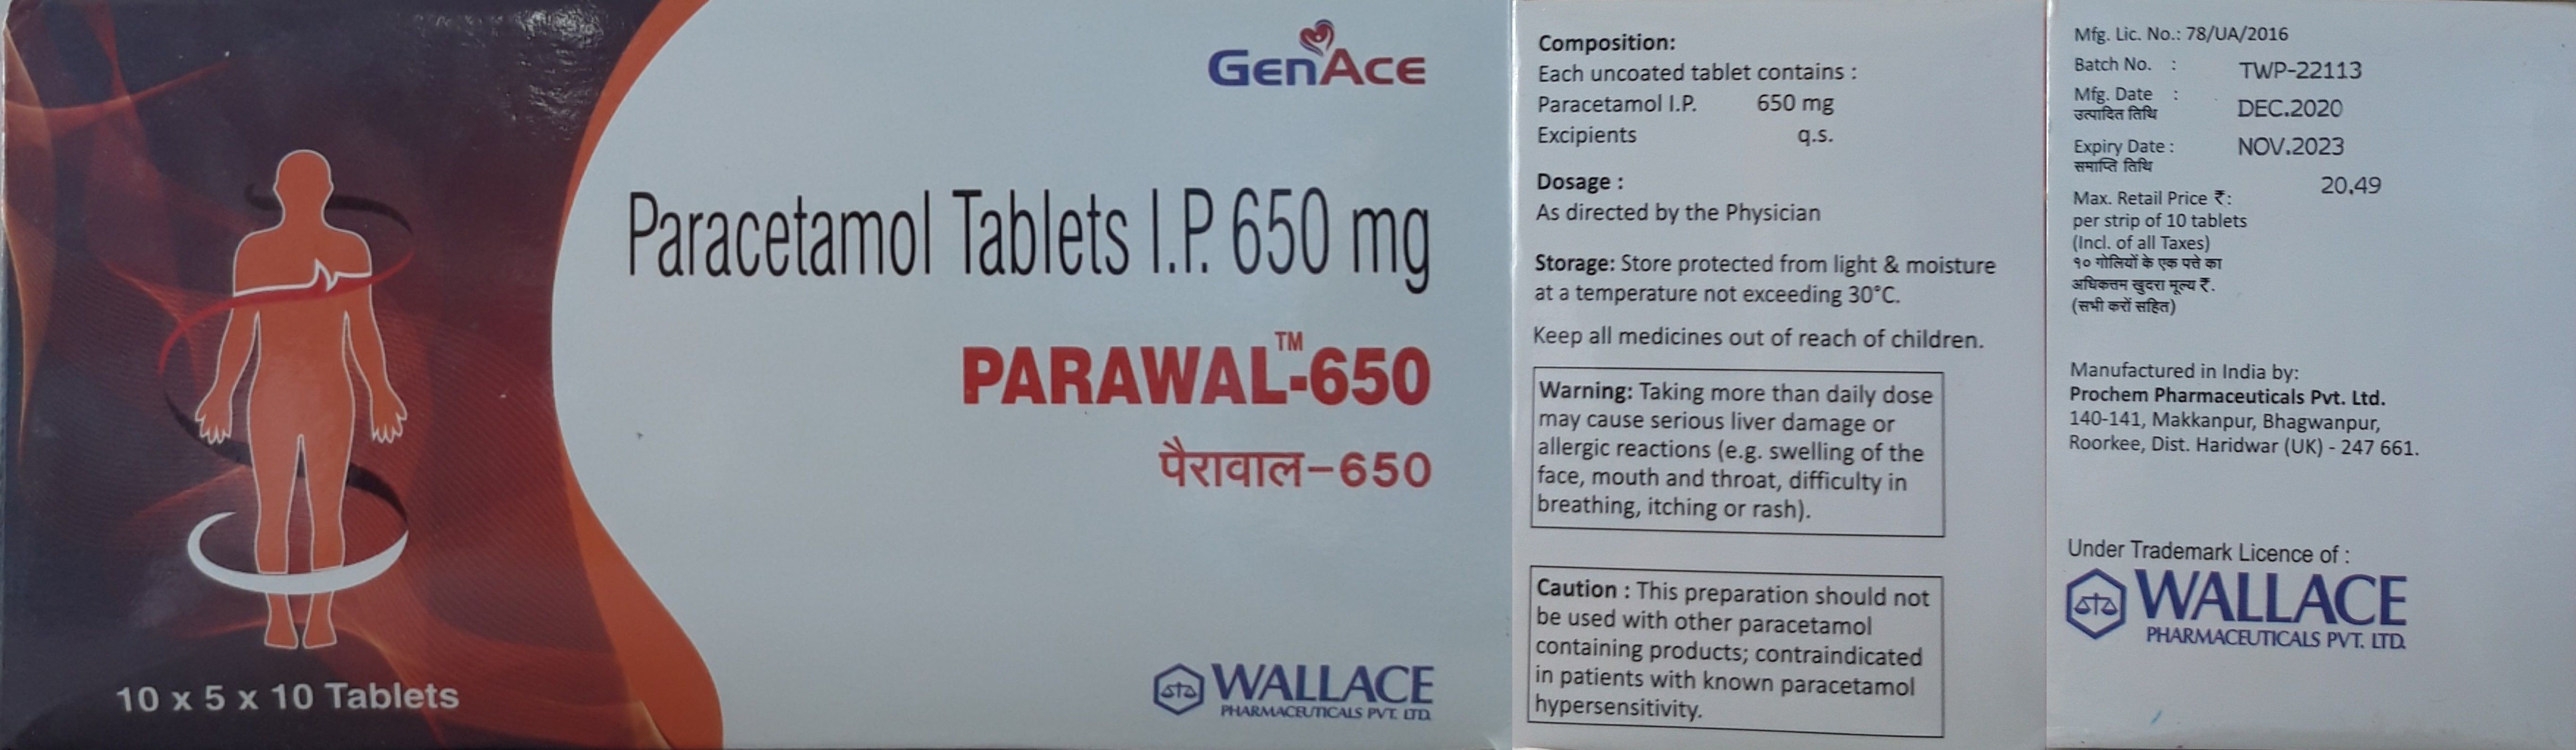 GenAce
Paracetamol Tablets I.P. 650 mg
PARAWAL™-650
पैरावाल-650
10 x 5 x 10 Tablets
WALLACE
PHARMACEUTICALS PVT. LTD.
Composition:
Each uncoated tablet contains :
Paracetamol I.P. 650 mg
Excipients q.s.
Dosage :
As directed by the Physician
Storage: Store protected from light & moisture
at a temperature not exceeding 30°C.
Keep all medicines out of reach of children.
Warning: Taking more than daily dose
may cause serious liver damage or
allergic reactions (e.g. swelling of the
face, mouth and throat, difficulty in
breathing, itching or rash).
Caution : This preparation should not
be used with other paracetamol
containing products; contraindicated
in patients with known paracetamol
hypersensitivity.
Mfg. Lic. No.: 78/UA/2016
Batch No. : TWP-22113
Mfg. Date : DEC.2020
उत्पादित तिथि
Expiry Date : NOV.2023
समाप्ति तिथि
20.49
Max. Retail Price ₹:
per strip of 10 tablets
(Incl. of all Taxes)
१० गोलियों के एक पत्ते का
अधिकत्तम खुदरा मूल्य ₹.
(सभी करों सहित)
Manufactured in India by:
Prochem Pharmaceuticals Pvt. Ltd.
140-141, Makkanpur, Bhagwanpur,
Roorkee, Dist. Haridwar (UK) - 247 661.
Under Trademark Licence of :
WALLACE
PHARMACEUTICALS PVT. LTD.